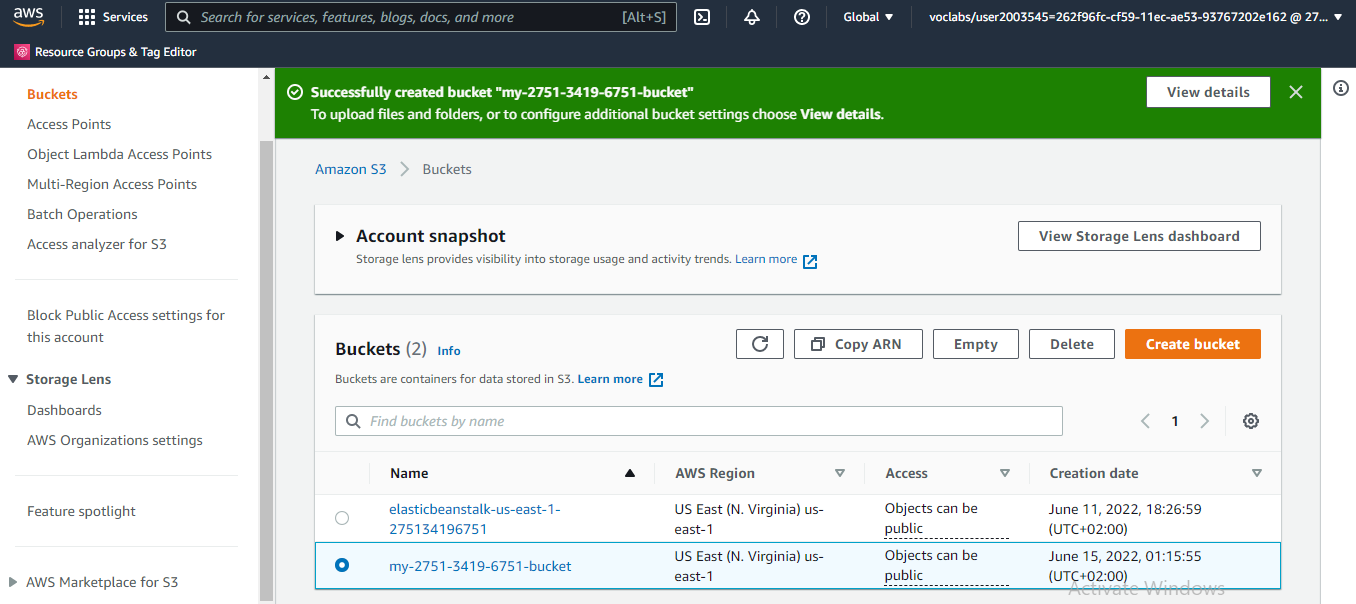 aws
Services
Search for services, features, blogs, docs, and more
[Alt+S]
Global
voclabs/user2003545=262f96fc-cf59-11ec-ae53-93767202e162 @ 27...
Resource Groups & Tag Editor
Buckets
Access Points
Object Lambda Access Points
Multi-Region Access Points
Batch Operations
Access analyzer for S3
Block Public Access settings for
this account
Storage Lens
Dashboards
AWS Organizations settings
Feature spotlight
AWS Marketplace for S3
Successfully created bucket "my-2751-3419-6751-bucket"
To upload files and folders, or to configure additional bucket settings choose View details.
View details
Amazon S3
Buckets
Account snapshot
Storage lens provides visibility into storage usage and activity trends. Learn more
View Storage Lens dashboard
Buckets (2) Info
Copy ARN
Empty
Delete
Create bucket
Buckets are containers for data stored in S3. Learn more
Find buckets by name
1
Name
AWS Region
Access
Creation date
elasticbeanstalk-us-east-1-
275134196751
US East (N. Virginia) us-
east-1
Objects can be
public
June 11, 2022, 18:26:59
(UTC+02:00)
my-2751-3419-6751-bucket
US East (N. Virginia) us-
east-1
Objects can be
public
June 15, 2022, 01:15:55
(UTC+02:00)
Activate Windows